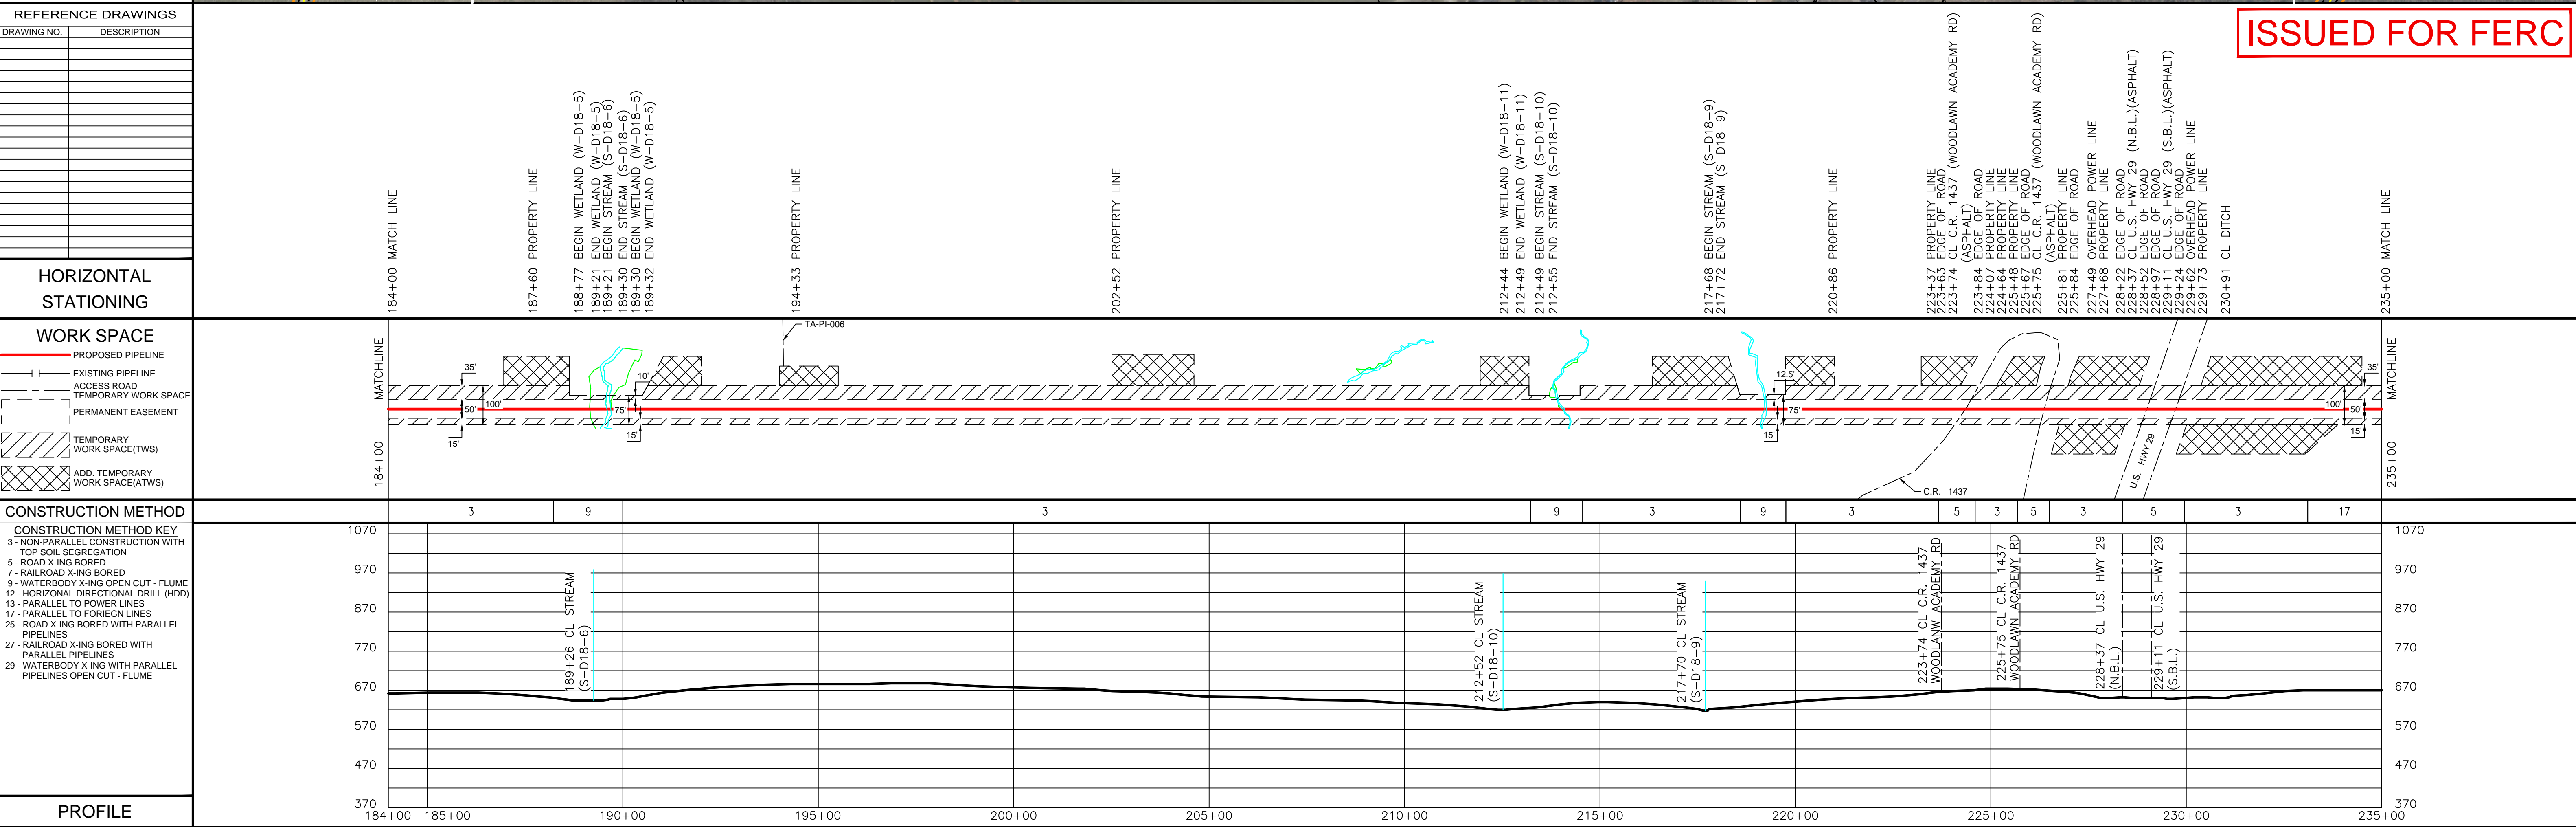 REFERENCE DRAWINGS
DRAWING NO. DESCRIPTION
ISSUED FOR FERC
HORIZONTAL
STATIONING
184+00 MATCH LINE
187+60 PROPERTY LINE
188+77 BEGIN WETLAND (W-D18-5)
189+21 END WETLAND (W-D18-5)
189+21 BEGIN STREAM (S-D18-6)
189+30 END STREAM (S-D18-6)
189+30 BEGIN WETLAND (W-D18-5)
189+32 END WETLAND (W-D18-5)
194+33 PROPERTY LINE
202+52 PROPERTY LINE
212+44 BEGIN WETLAND (W-D18-11)
212+49 END WETLAND (W-D18-11)
212+49 BEGIN STREAM (S-D18-10)
212+55 END STREAM (S-D18-10)
217+68 BEGIN STREAM (S-D18-9)
217+72 END STREAM (S-D18-9)
220+86 PROPERTY LINE
223+37 PROPERTY LINE
223+63 EDGE OF ROAD
223+74 CL C.R. 1437 (WOODLAWN ACADEMY RD)
(ASPHALT)
223+84 EDGE OF ROAD
224+07 PROPERTY LINE
224+64 PROPERTY LINE
225+48 PROPERTY LINE
225+67 EDGE OF ROAD
225+75 CL C.R. 1437 (WOODLAWN ACADEMY RD)
(ASPHALT)
225+81 PROPERTY LINE
225+84 EDGE OF ROAD
227+49 OVERHEAD POWER LINE
227+68 PROPERTY LINE
228+22 EDGE OF ROAD
228+37 CL U.S. HWY 29 (N.B.L.)(ASPHALT)
228+52 EDGE OF ROAD
228+97 EDGE OF ROAD
229+11 CL U.S. HWY 29 (S.B.L.)(ASPHALT)
229+24 EDGE OF ROAD
229+62 OVERHEAD POWER LINE
229+73 PROPERTY LINE
230+91 CL DITCH
235+00 MATCH LINE
WORK SPACE
PROPOSED PIPELINE
EXISTING PIPELINE
ACCESS ROAD
TEMPORARY WORK SPACE
PERMANENT EASEMENT
TEMPORARY
WORK SPACE(TWS)
ADD. TEMPORARY
WORK SPACE(ATWS)
MATCHLINE
184+00
35'
50'
100'
15'
10'
75'
15'
TA-PI-006
12.5'
75'
15'
C.R. 1437
U.S. HWY 29
35'
100'
50'
15'
MATCHLINE
235+00
CONSTRUCTION METHOD
3 9 3 9 3 9 3 5 3 5 3 5 3 17
CONSTRUCTION METHOD KEY
3 - NON-PARALLEL CONSTRUCTION WITH
TOP SOIL SEGREGATION
5 - ROAD X-ING BORED
7 - RAILROAD X-ING BORED
9 - WATERBODY X-ING OPEN CUT - FLUME
12 - HORIZONAL DIRECTIONAL DRILL (HDD)
13 - PARALLEL TO POWER LINES
17 - PARALLEL TO FORIEGN LINES
25 - ROAD X-ING BORED WITH PARALLEL
PIPELINES
27 - RAILROAD X-ING BORED WITH
PARALLEL PIPELINES
29 - WATERBODY X-ING WITH PARALLEL
PIPELINES OPEN CUT - FLUME
1070
970
870
770
670
570
470
370
189+26 CL STREAM
(S-D18-6)
212+52 CL STREAM
(S-D18-10)
217+70 CL STREAM
(S-D18-9)
223+74 CL C.R. 1437
WOODLANW ACADEMY RD
225+75 CL C.R. 1437
WOODLAWN ACADEMY RD
228+37 CL U.S. HWY 29
(N.B.L.)
229+11 CL U.S. HWY 29
(S.B.L.)
1070
970
870
770
670
570
470
370
PROFILE
184+00 185+00 190+00 195+00 200+00 205+00 210+00 215+00 220+00 225+00 230+00 235+00